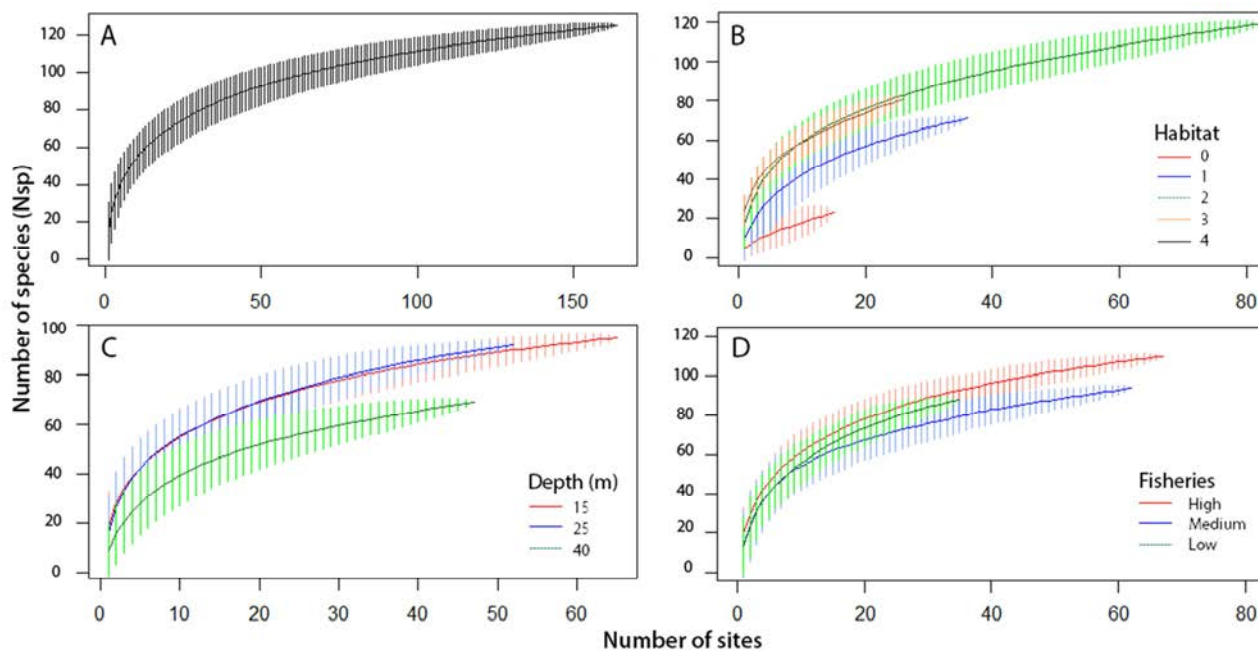 Number of species (Nsp)
A
120
100
80
60
40
20
0
0 50 100 150
B
120
100
80
60
40
20
0
Habitat
0
1
2
3
4
0 20 40 60 80
C
100
80
60
40
20
0
Depth (m)
15
25
40
0 10 20 30 40 50 60
D
120
100
80
60
40
20
0
Fisheries
High
Medium
Low
0 20 40 60 80
Number of sites